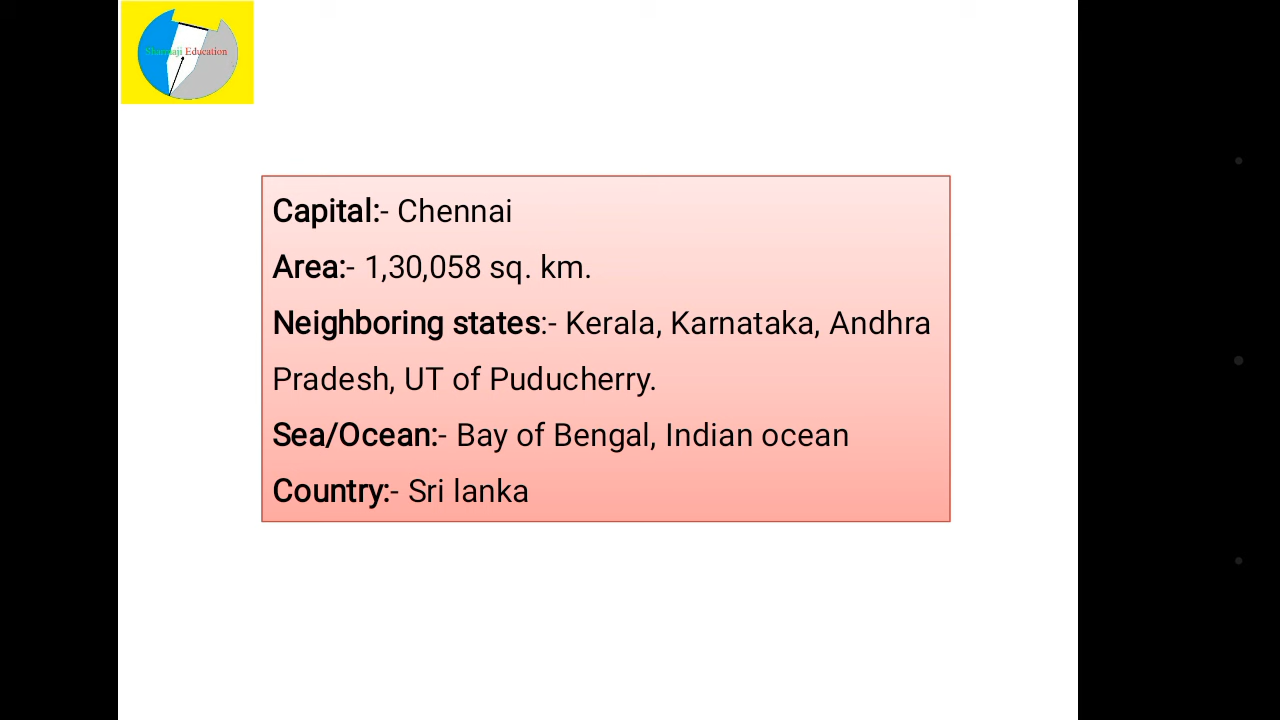 Sharmaji Education
Capital:- Chennai
Area:- 1,30,058 sq. km.
Neighboring states:- Kerala, Karnataka, Andhra
Pradesh, UT of Puducherry.
Sea/Ocean:- Bay of Bengal, Indian ocean
Country:- Sri lanka